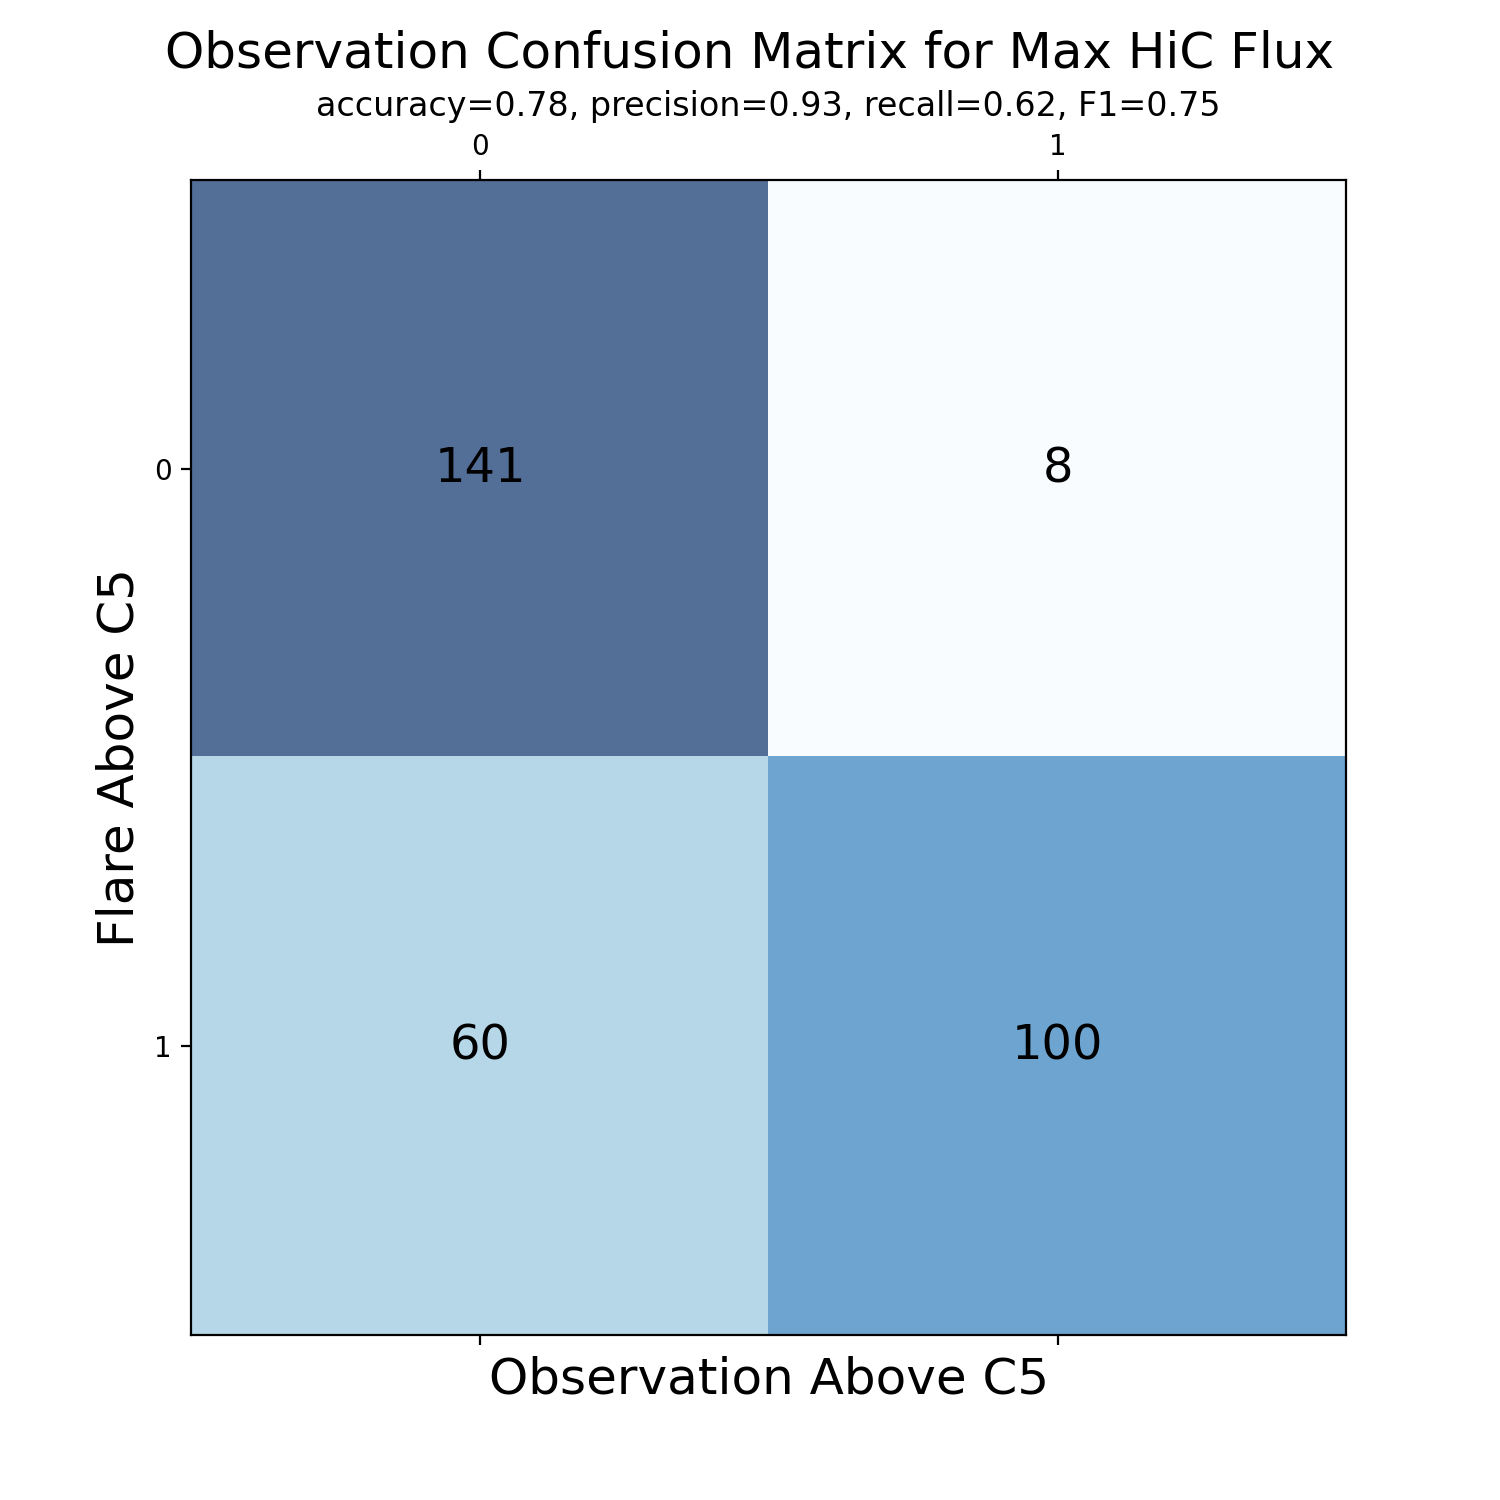 Observation Confusion Matrix for Max HiC Flux
accuracy=0.78, precision=0.93, recall=0.62, F1=0.75
0 1
0 141 8
Flare Above C5
1 60 100
Observation Above C5